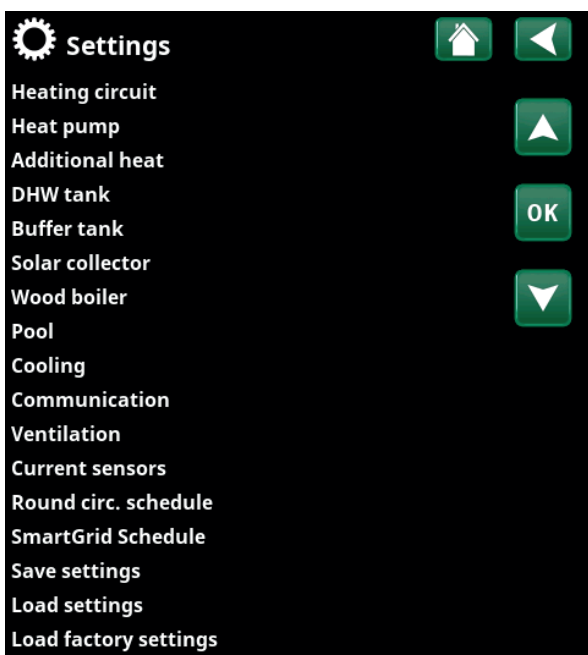 Settings
Heating circuit
Heat pump
Additional heat
DHW tank
OK
Buffer tank
Solar collector
Wood boiler
Pool
Cooling
Communication
Ventilation
Current sensors
Round circ. schedule
SmartGrid Schedule
Save settings
Load settings
Load factory settings